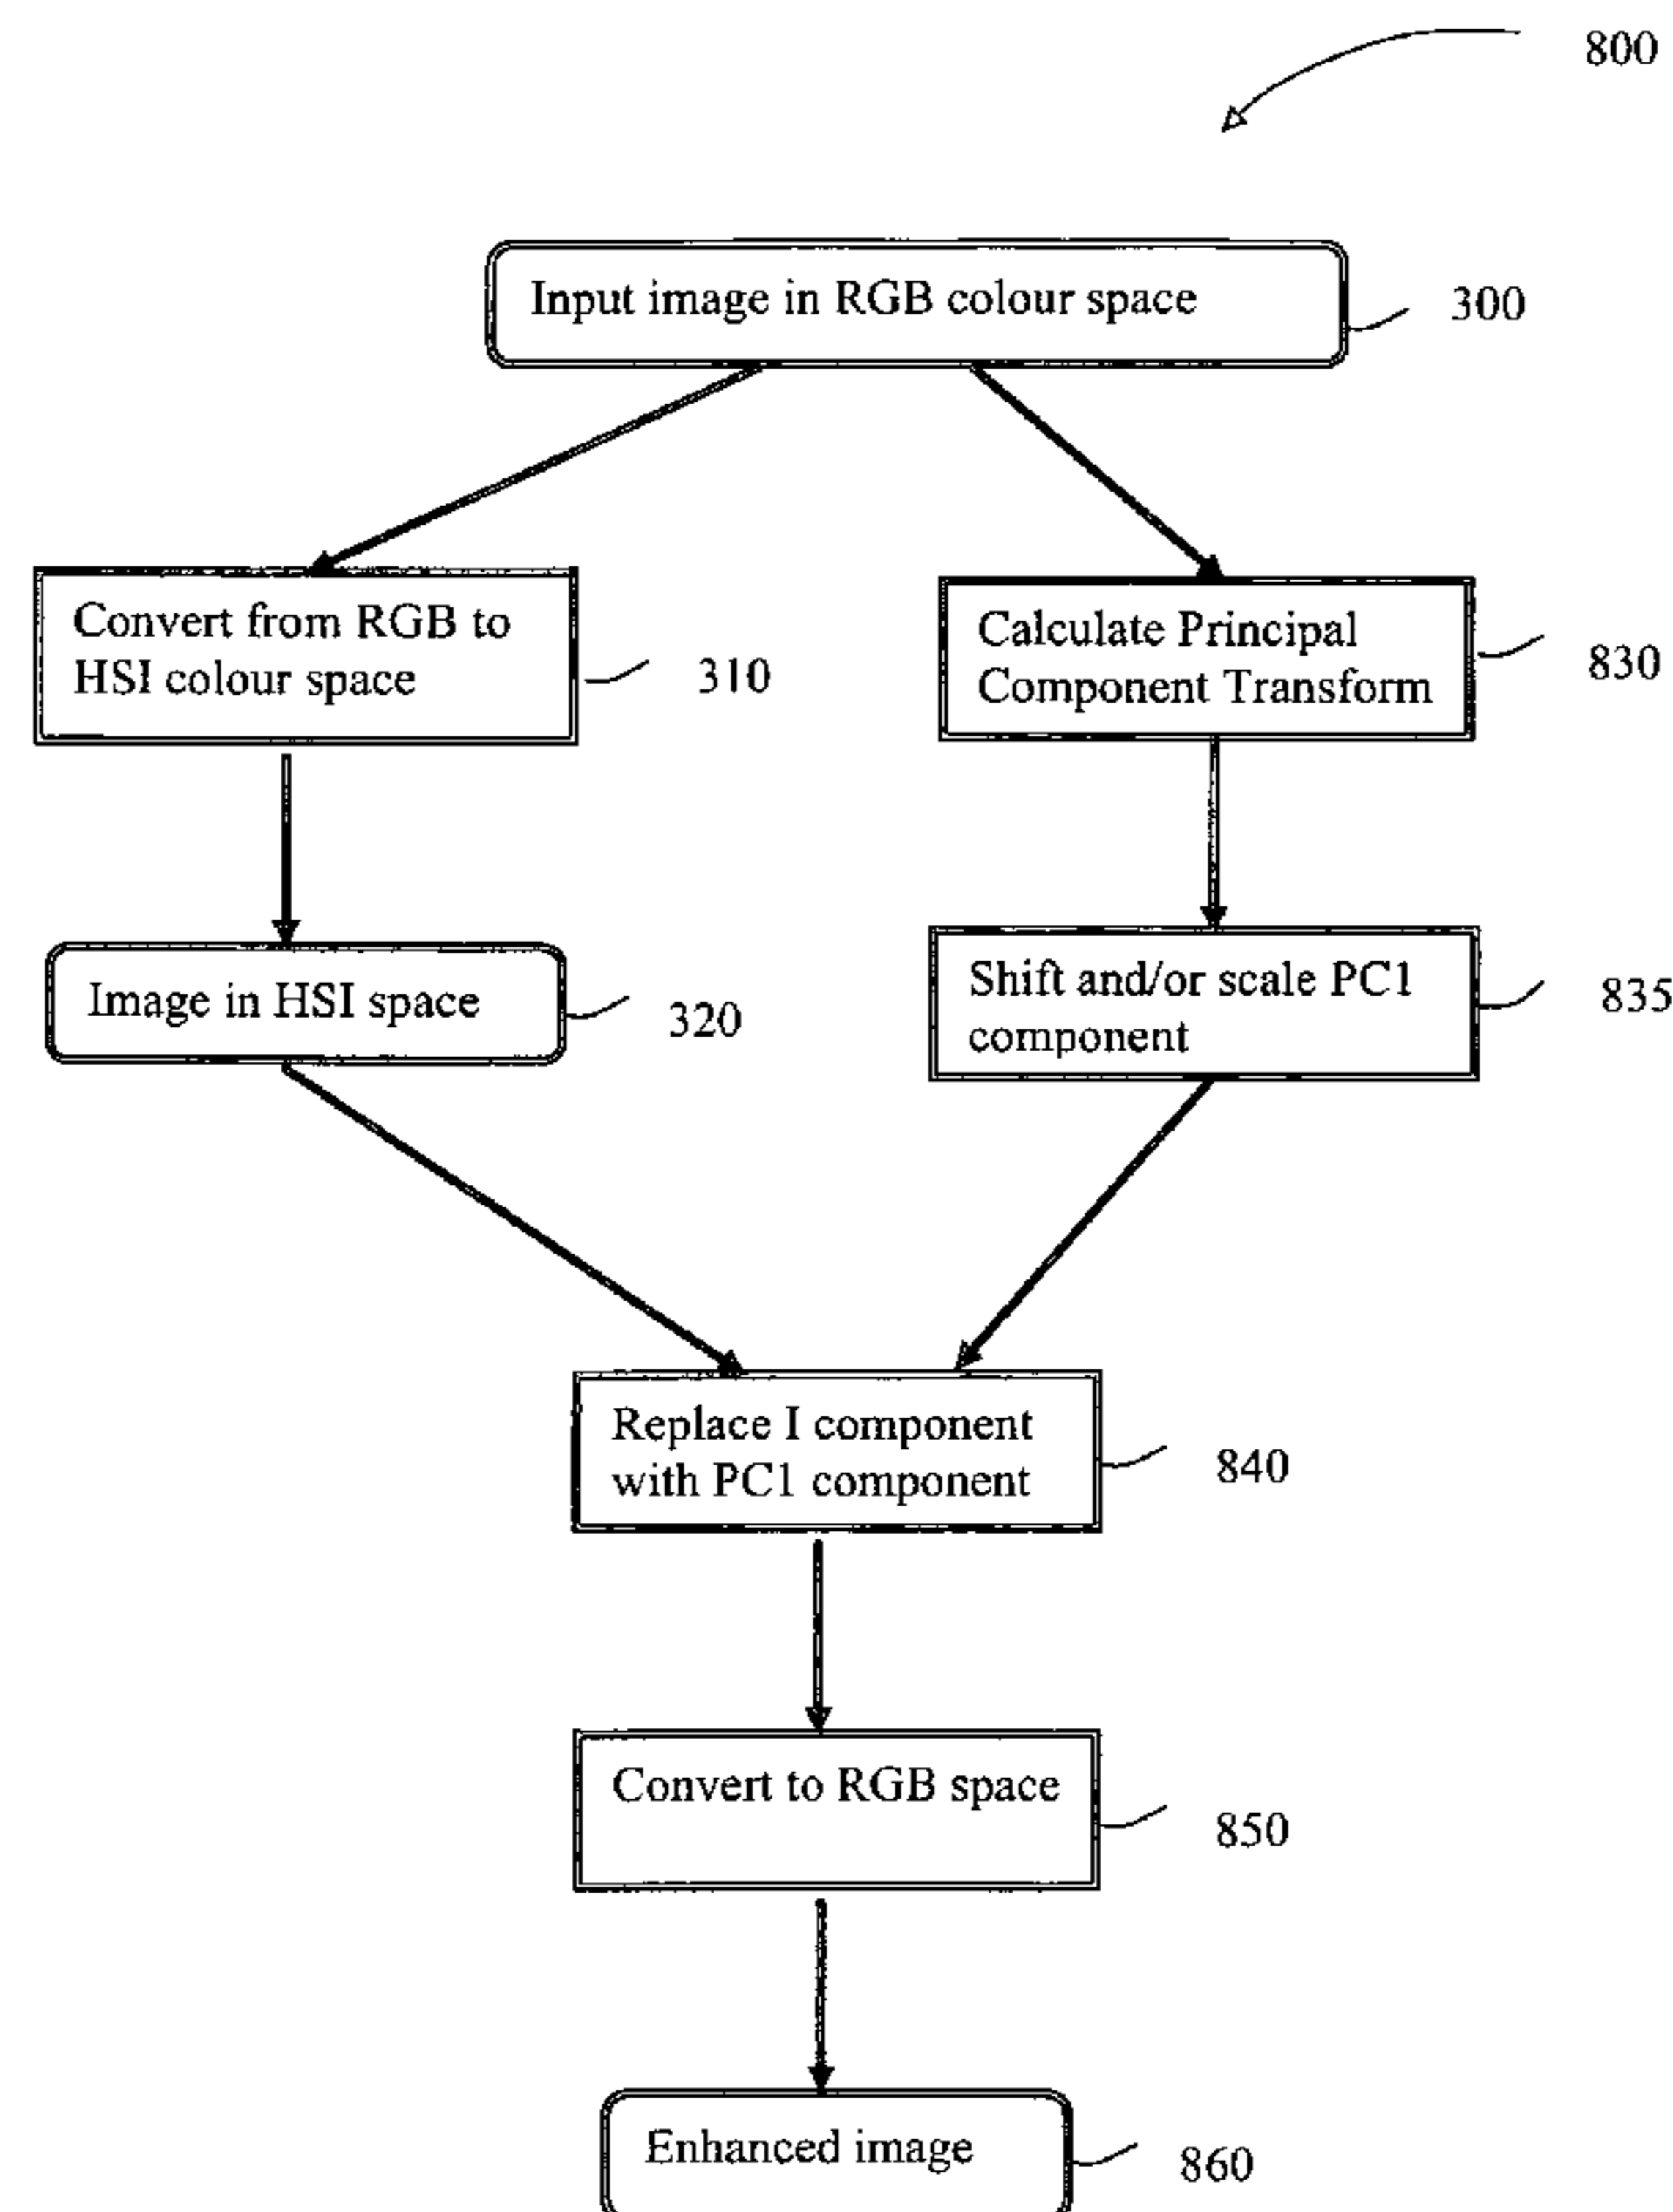 800
Input image in RGB colour space
300
Convert from RGB to
HSI colour space
310
Calculate Principal
Component Transform
830
Image in HSI space
320
Shift and/or scale PC1
component
835
Replace I component
with PC1 component
840
Convert to RGB space
850
Enhanced image
860